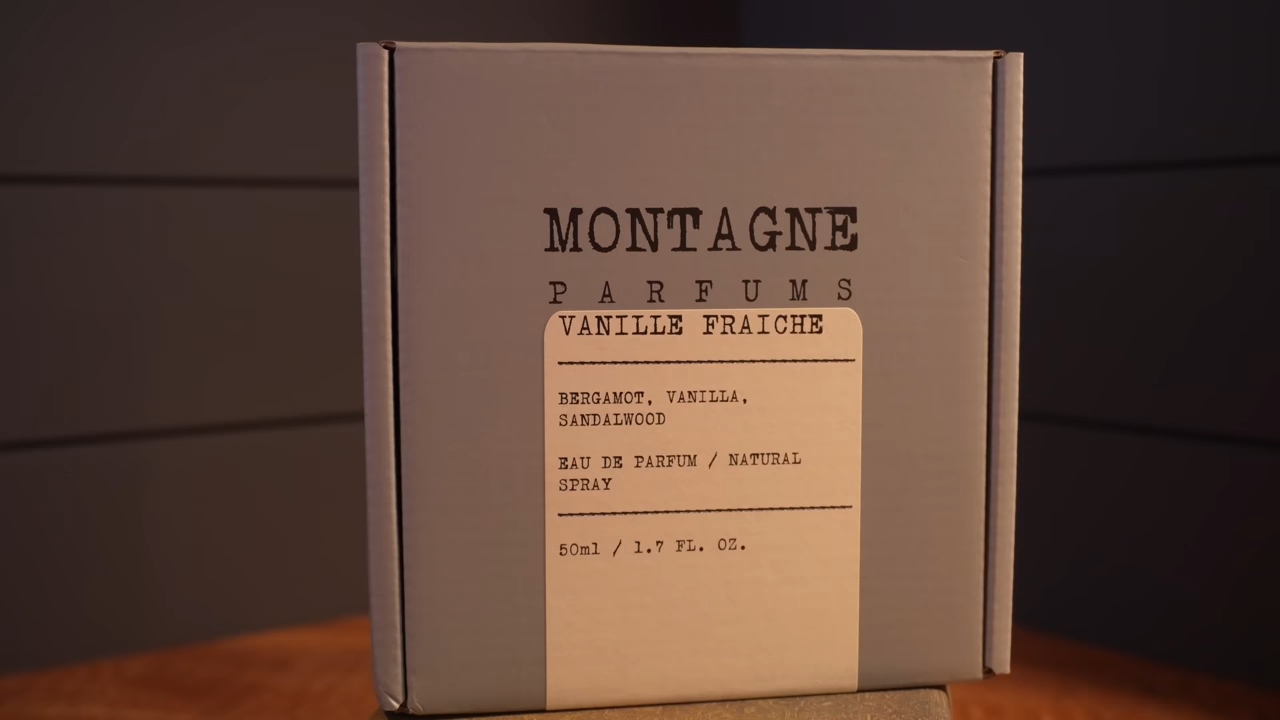 MONTAGNE
PARFUMS
VANILLE FRAICHE
BERGAMOT, VANILLA,
SANDALWOOD
EAU DE PARFUM / NATURAL
SPRAY
50ml / 1.7 FL. OZ.